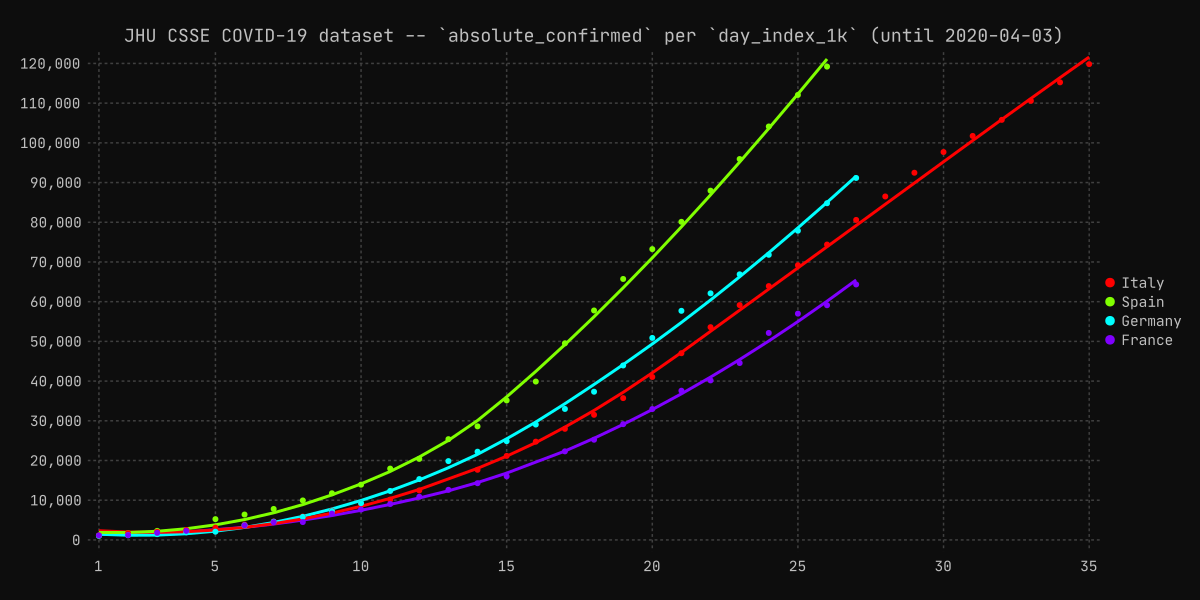 JHU CSSE COVID-19 dataset -- `absolute_confirmed` per `day_index_1k` (until 2020-04-03)
120,000
110,000
100,000
90,000
80,000
70,000
60,000
50,000
40,000
30,000
20,000
10,000
0
1 5 10 15 20 25 30 35
Italy
Spain
Germany
France